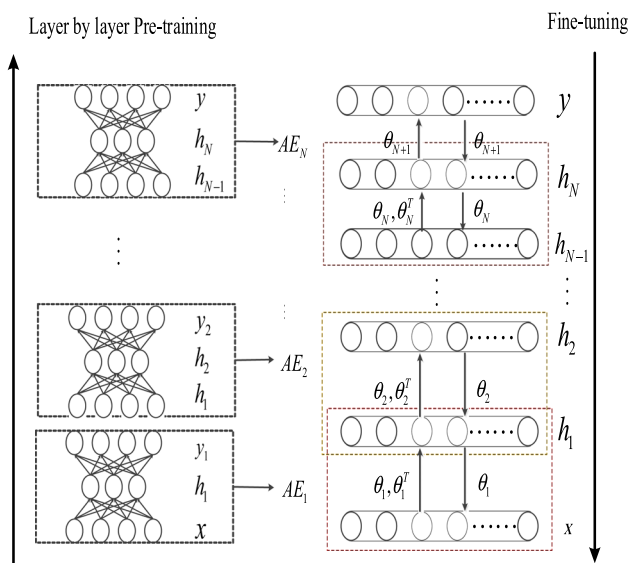 Layer by layer Pre-training
Fine-tuning
y
h_N
h_{N-1}
AE_N
⋮
⋮
y_2
h_2
h_1
AE_2
⋮
y_1
h_1
x
AE_1
......
y
θ_{N+1}
θ_{N+1}
......
h_N
θ_N, θ_N^T
θ_N
......
h_{N-1}
⋮
⋮
......
h_2
θ_2, θ_2^T
θ_2
......
h_1
θ_1, θ_1^T
θ_1
......
x